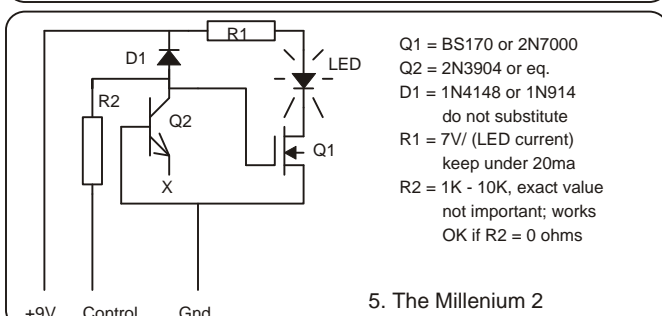 R1
D1
LED
R2
Q2
Q1
X
+9V Control Gnd
Q1 = BS170 or 2N7000
Q2 = 2N3904 or eq.
D1 = 1N4148 or 1N914
do not substitute
R1 = 7V/ (LED current)
keep under 20ma
R2 = 1K - 10K, exact value
not important; works
OK if R2 = 0 ohms
5. The Millenium 2